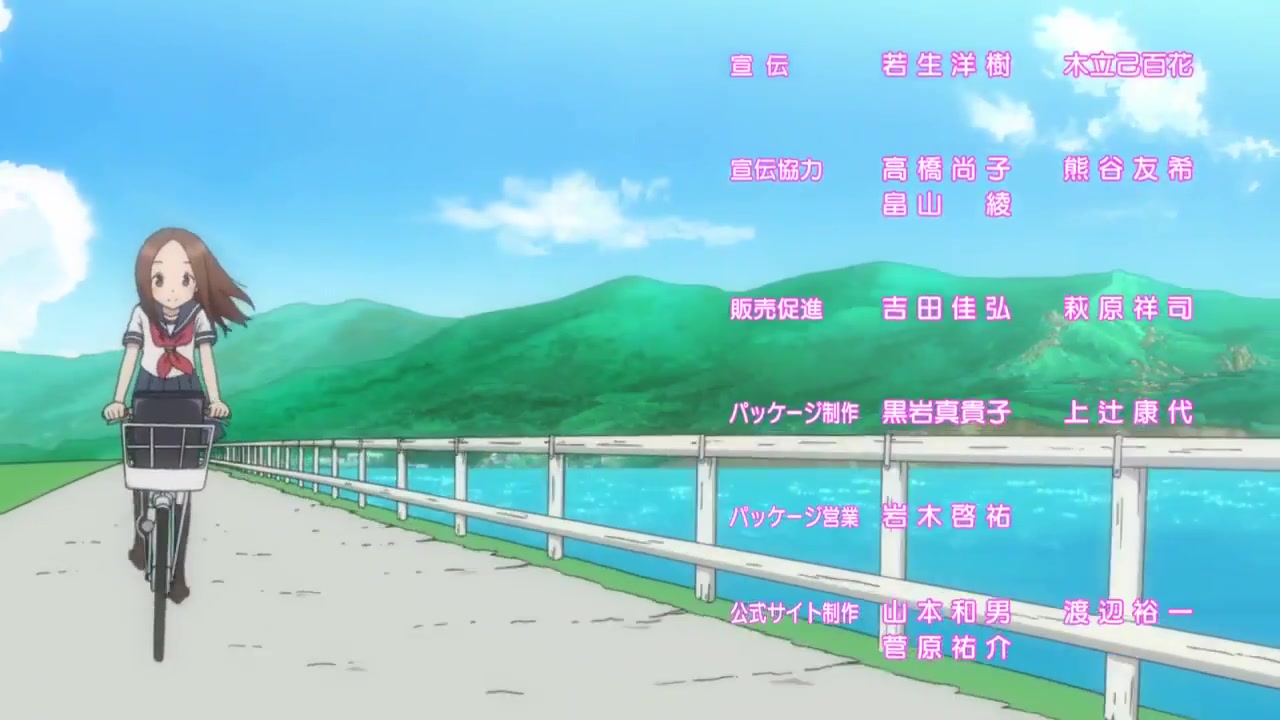 宣伝 若生洋樹 木立己百花
宣伝協力 高橋尚子 熊谷友希
畠山 綾
販売促進 吉田佳弘 萩原祥司
パッケージ制作 黒岩真貴子 上辻康代
パッケージ営業 岩木啓祐
公式サイト制作 山本和男 渡辺裕一
菅原祐介